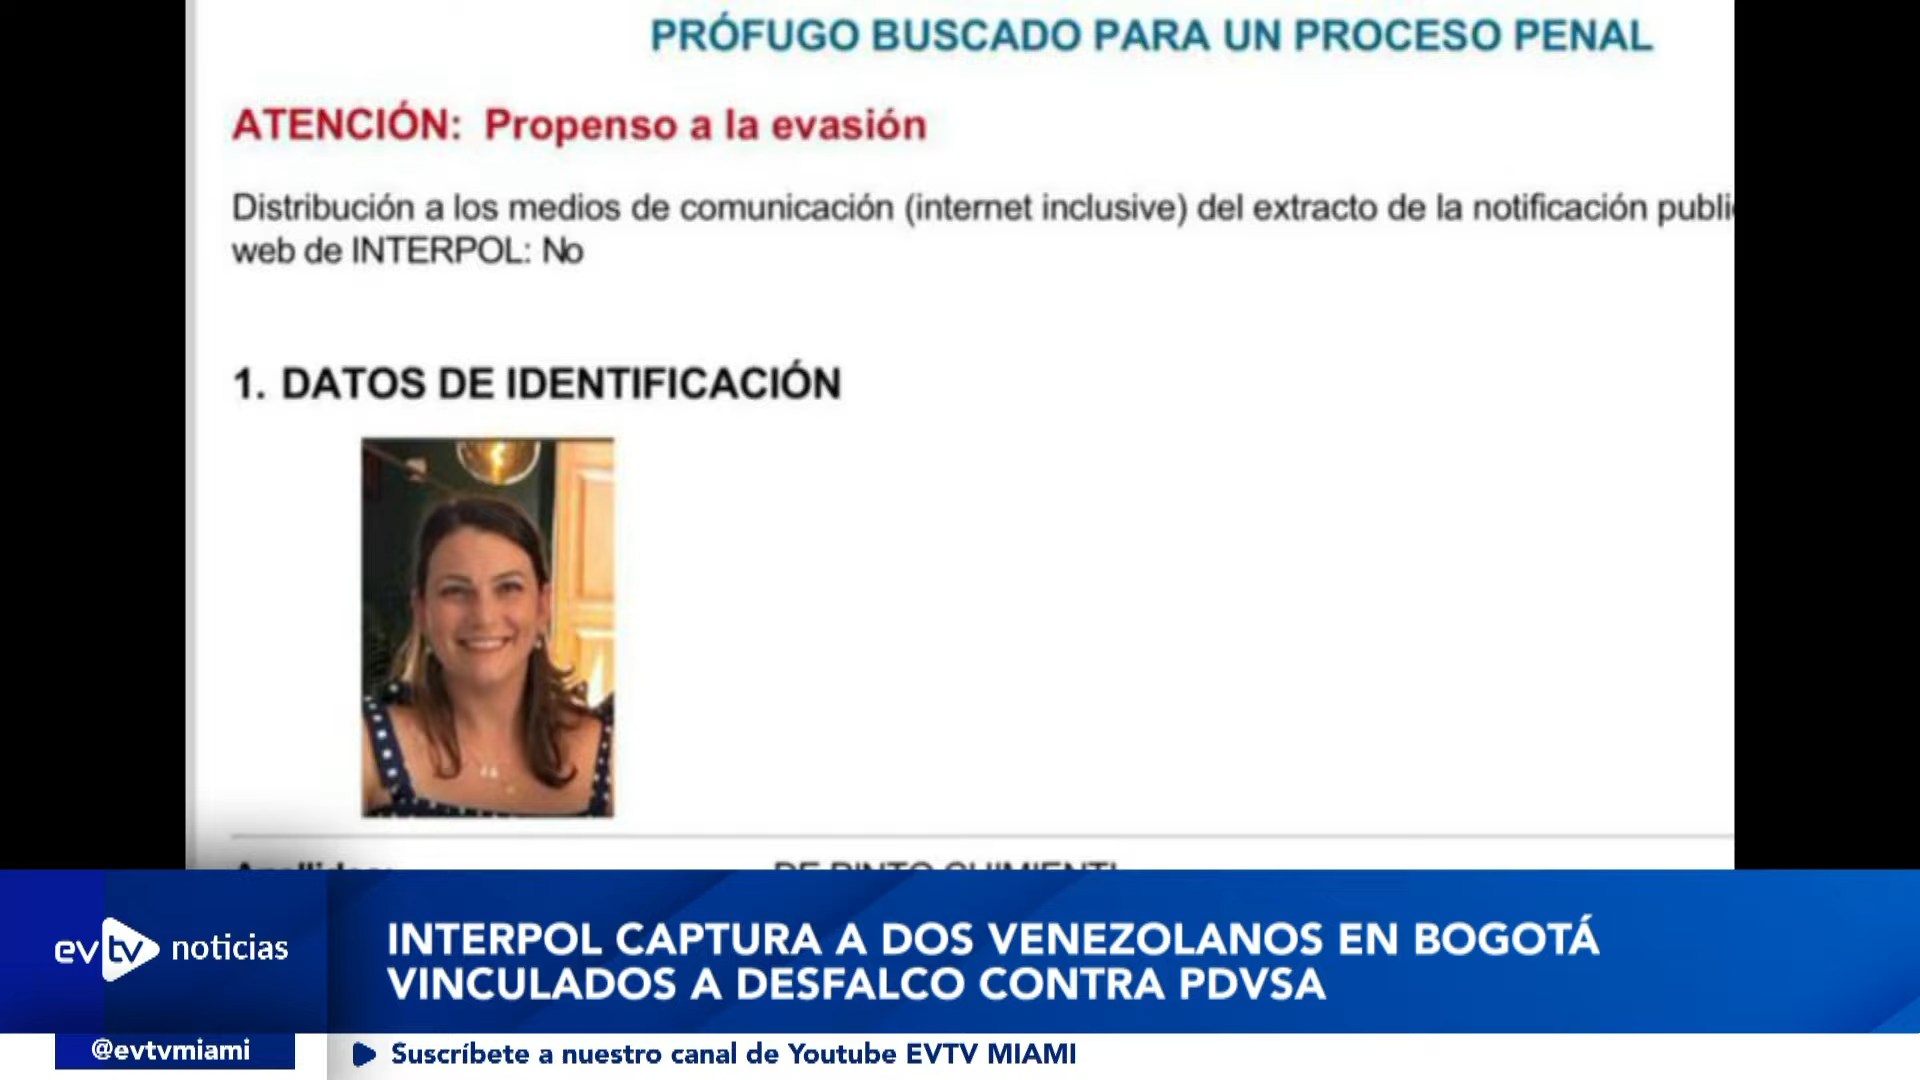 PRÓFUGO BUSCADO PARA UN PROCESO PENAL
ATENCIÓN: Propenso a la evasión
Distribución a los medios de comunicación (internet inclusive) del extracto de la notificación publi
web de INTERPOL: No
1. DATOS DE IDENTIFICACIÓN
evtv noticias
INTERPOL CAPTURA A DOS VENEZOLANOS EN BOGOTÁ
VINCULADOS A DESFALCO CONTRA PDVSA
@evtvmiami
Suscríbete a nuestro canal de Youtube EVTV MIAMI